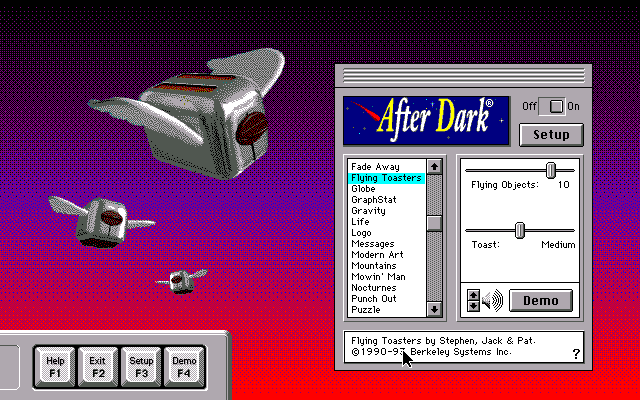 After Dark®
Off On
Setup
Fade Away
Flying Toasters
Globe
GraphStat
Gravity
Life
Logo
Messages
Modern Art
Mountains
Mowin' Man
Nocturnes
Punch Out
Puzzle
Flying Objects: 10
Toast: Medium
Demo
Flying Toasters by Stephen, Jack & Pat.
©1990-93 Berkeley Systems Inc.
?
Help Exit Setup Demo
F1 F2 F3 F4